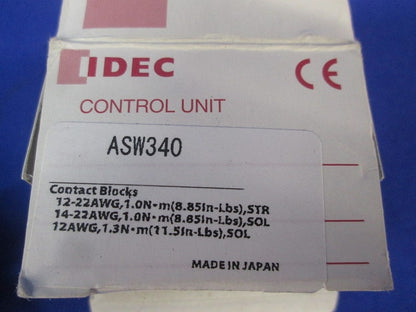 IDEC
CE
CONTROL UNIT
ASW340
Contact Blocks
12-22AWG,1.0N•m(8.85in-Lbs),STR
14-22AWG,1.0N•m(8.85in-Lbs),SOL
12AWG,1.3N•m(11.5in-Lbs),SOL
MADE IN JAPAN